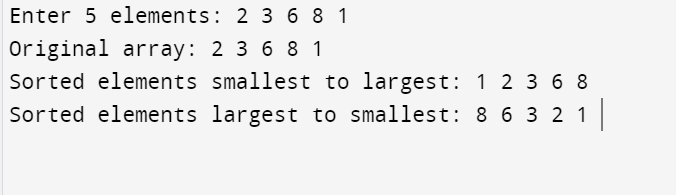 Enter 5 elements: 2 3 6 8 1
Original array: 2 3 6 8 1
Sorted elements smallest to largest: 1 2 3 6 8
Sorted elements largest to smallest: 8 6 3 2 1